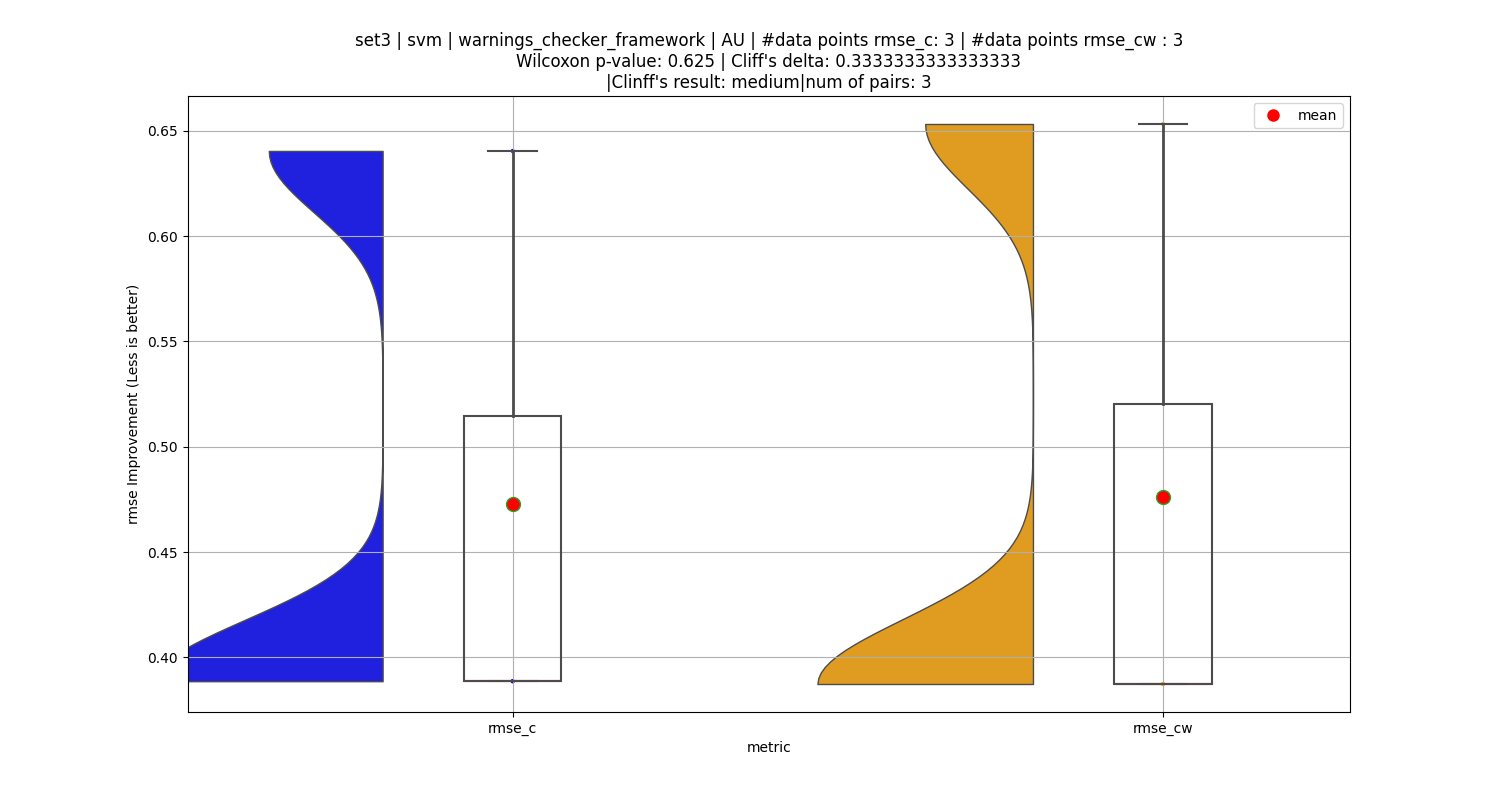 set3 | svm | warnings_checker_framework | AU | #data points rmse_c: 3 | #data points rmse_cw : 3
Wilcoxon p-value: 0.625 | Cliff's delta: 0.3333333333333333
|Clinff's result: medium|num of pairs: 3
mean
0.65
0.60
0.55
0.50
0.45
0.40
rmse Improvement (Less is better)
rmse_c
rmse_cw
metric